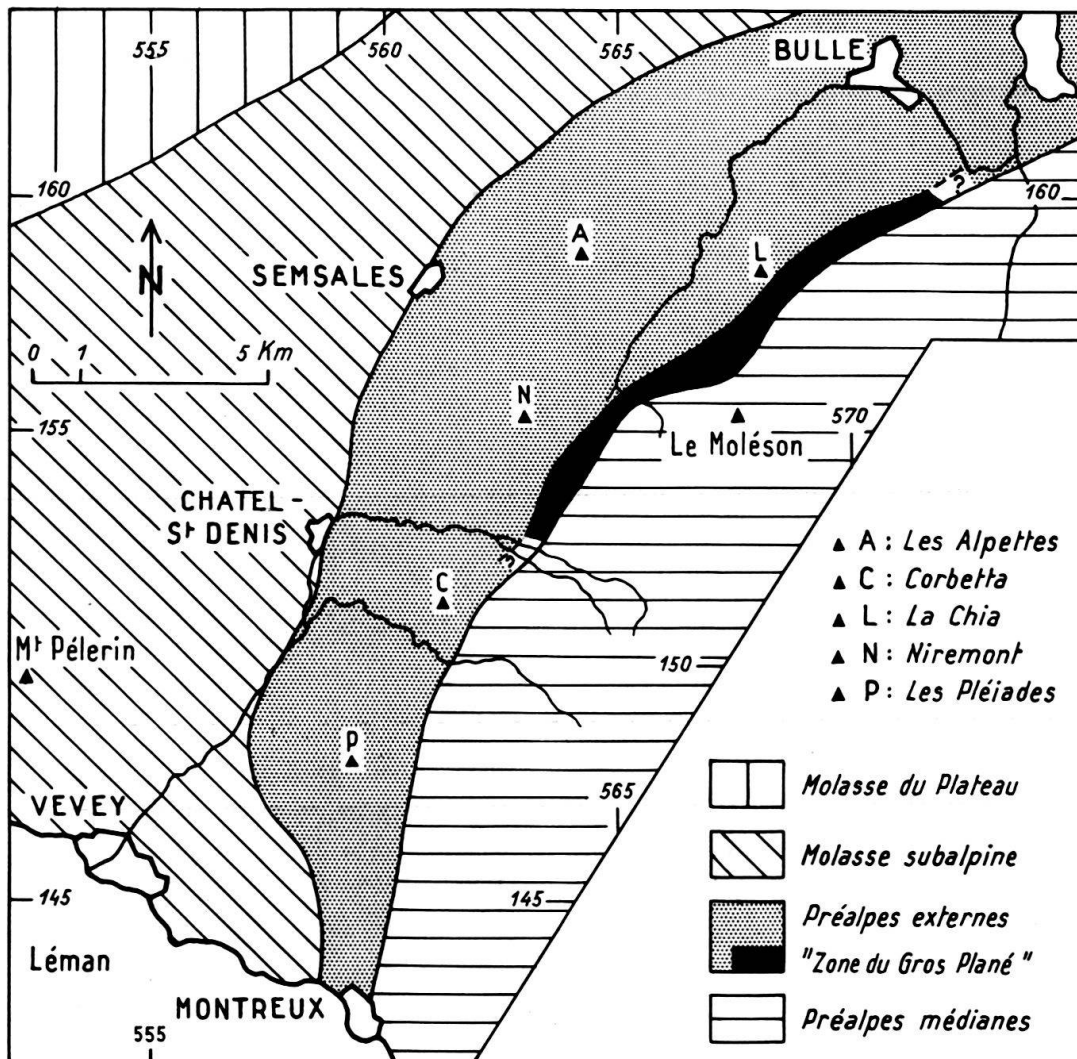 555
560
565
BULLE
160
?
160
A
L
N
SEMSALES
0 1 5 Km
N
155
570
Le Moléson
CHATEL-
St DENIS
?
C
Mt Pélerin
150
P
VEVEY
565
145
145
Léman
MONTREUX
555
A : Les Alpettes
C : Corbetta
L : La Chia
N : Niremont
P : Les Pléiades
Molasse du Plateau
Molasse subalpine
Préalpes externes
"Zone du Gros Plané"
Préalpes médianes